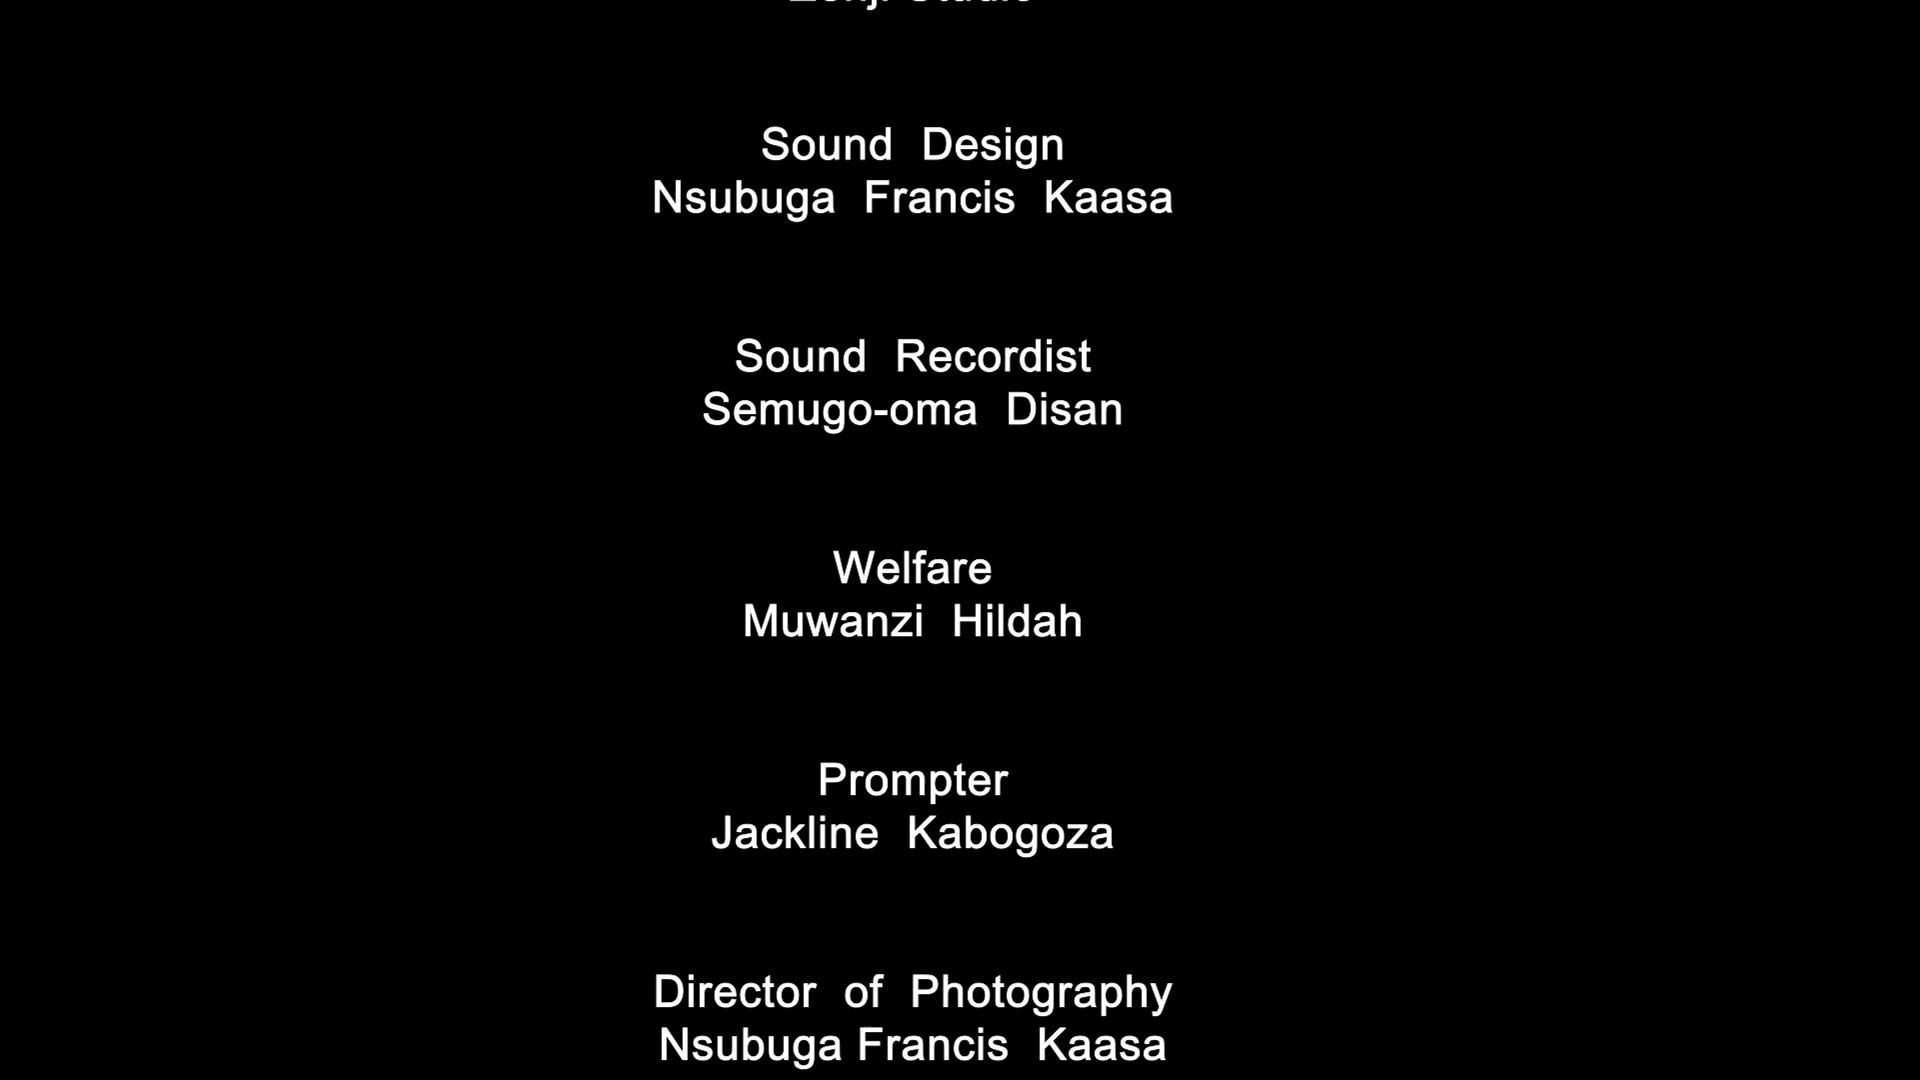 Studio
Sound Design
Nsubuga Francis Kaasa
Sound Recordist
Semugo-oma Disan
Welfare
Muwanzi Hildah
Prompter
Jackline Kabogoza
Director of Photography
Nsubuga Francis Kaasa